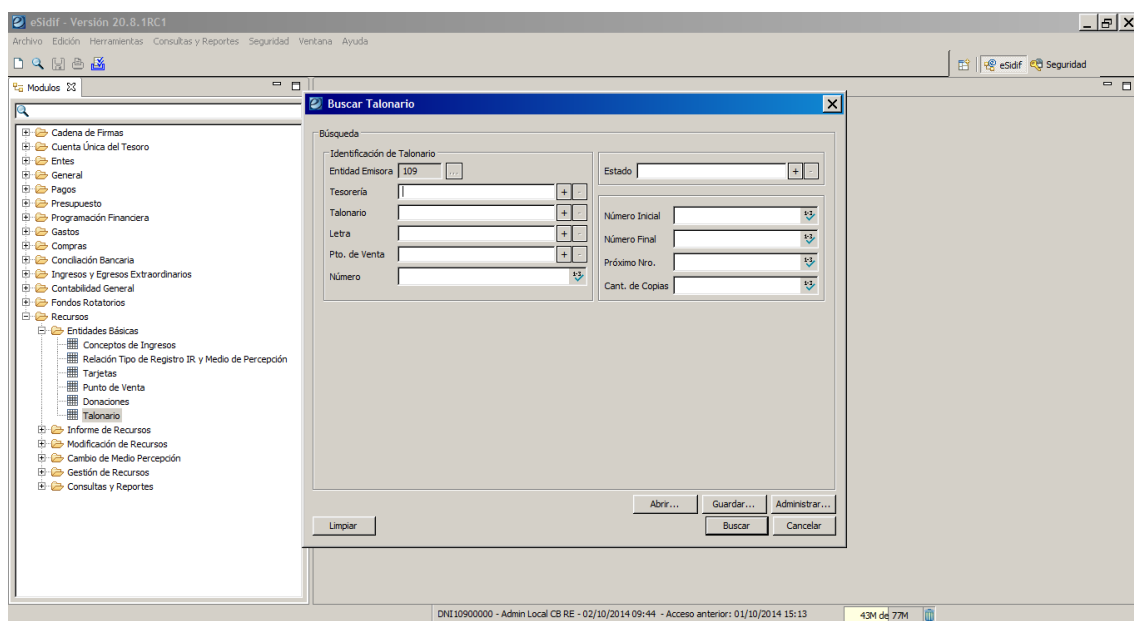 eSidif - Versión 20.8.1RC1
Archivo Edición Herramientas Consultas y Reportes Seguridad Ventana Ayuda
eSidif Seguridad
Modulos
Cadena de Firmas
Cuenta Única del Tesoro
Entes
General
Pagos
Presupuesto
Programación Financiera
Gastos
Compras
Conciliación Bancaria
Ingresos y Egresos Extraordinarios
Contabilidad General
Fondos Rotatorios
Recursos
Entidades Básicas
Conceptos de Ingresos
Relación Tipo de Registro IR y Medio de Percepción
Tarjetas
Punto de Venta
Donaciones
Talonario
Informe de Recursos
Modificación de Recursos
Cambio de Medio Percepción
Gestión de Recursos
Consultas y Reportes
Buscar Talonario
Búsqueda
Identificación de Talonario
Entidad Emisora 109 ...
Tesorería + -
Talonario + -
Letra + -
Pto. de Venta + -
Número
Estado + -
Número Inicial
Número Final
Próximo Nro.
Cant. de Copias
Abrir... Guardar... Administrar...
Limpiar Buscar Cancelar
DNI10900000 - Admin Local CB RE - 02/10/2014 09:44 - Acceso anterior: 01/10/2014 15:13 43M de 77M